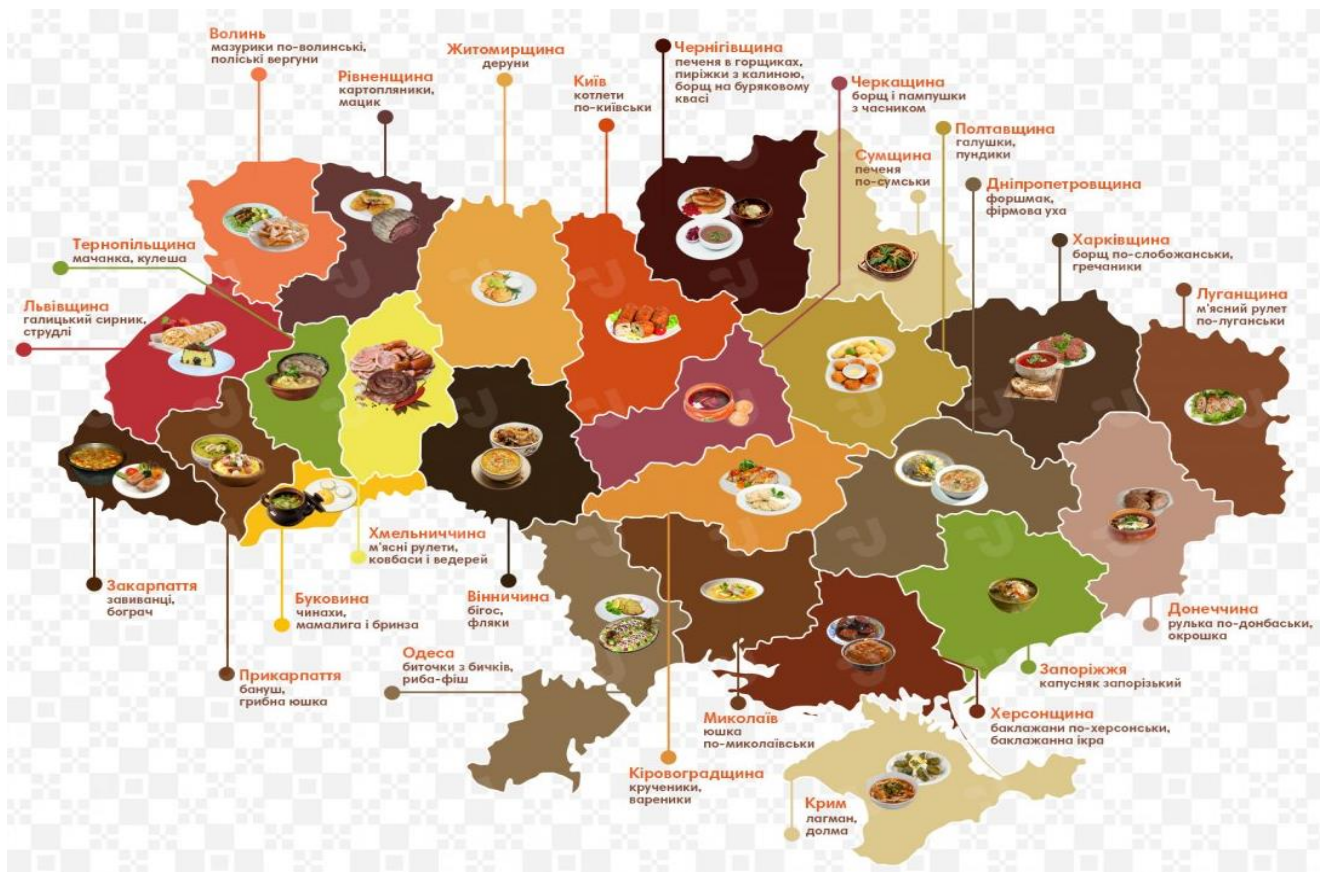 Волинь
мазурики по-волинські,
поліські вергуни
Рівненщина
картопляники,
мацик
Житомирщина
деруни
Київ
котлети
по-київськи
Чернігівщина
печеня в горщиках,
пиріжки з калиною,
борщ на буряковому
квасі
Черкащина
борщ і пампушки
з часником
Полтавщина
галушки,
пундики
Сумщина
печеня
по-сумськи
Дніпропетровщина
форшмак,
фірмова уха
Харківщина
борщ по-слобожанськи,
гречаники
Луганщина
м'ясний рулет
по-луганськи
Тернопільщина
мачанка, кулеша
Львівщина
галицький сирник,
струдлі
Закарпаття
завиванці,
бограч
Прикарпаття
бануш,
грибна юшка
Буковина
чинахи,
мамалига і бринза
Хмельниччина
м'ясні рулети,
ковбаси і ведерей
Вінничина
бігос,
фляки
Одеса
биточки з бичків,
риба-фіш
Кіровоградщина
крученики,
вареники
Миколаїв
юшка
по-миколаївськи
Крим
лагман,
долма
Херсонщина
баклажани по-херсонськи,
баклажанна ікра
Запоріжжя
капусняк запорізький
Донеччина
рулька по-донбаськи,
окрошка